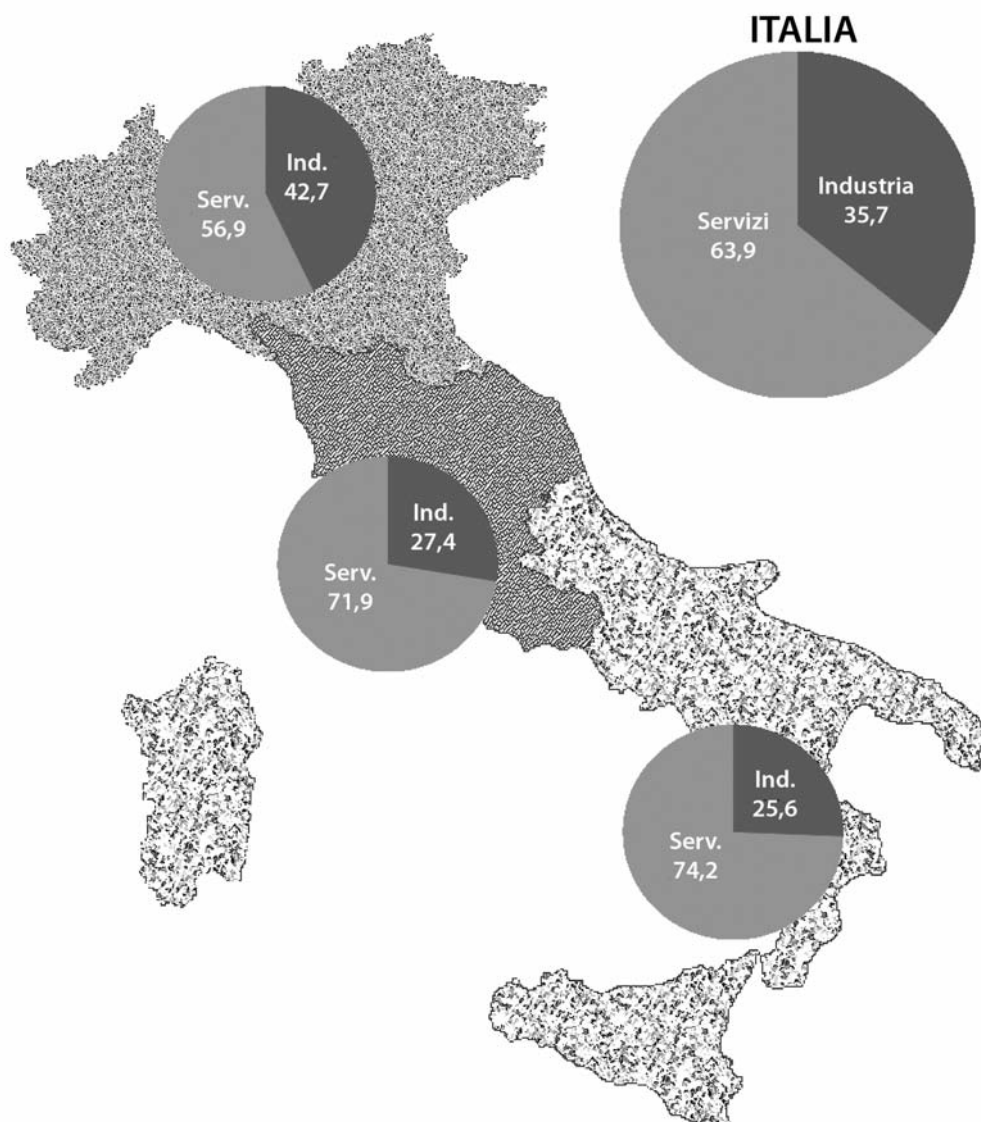 ITALIA
Ind.
42,7
Serv.
56,9
Industria
35,7
Servizi
63,9
Ind.
27,4
Serv.
71,9
Ind.
25,6
Serv.
74,2